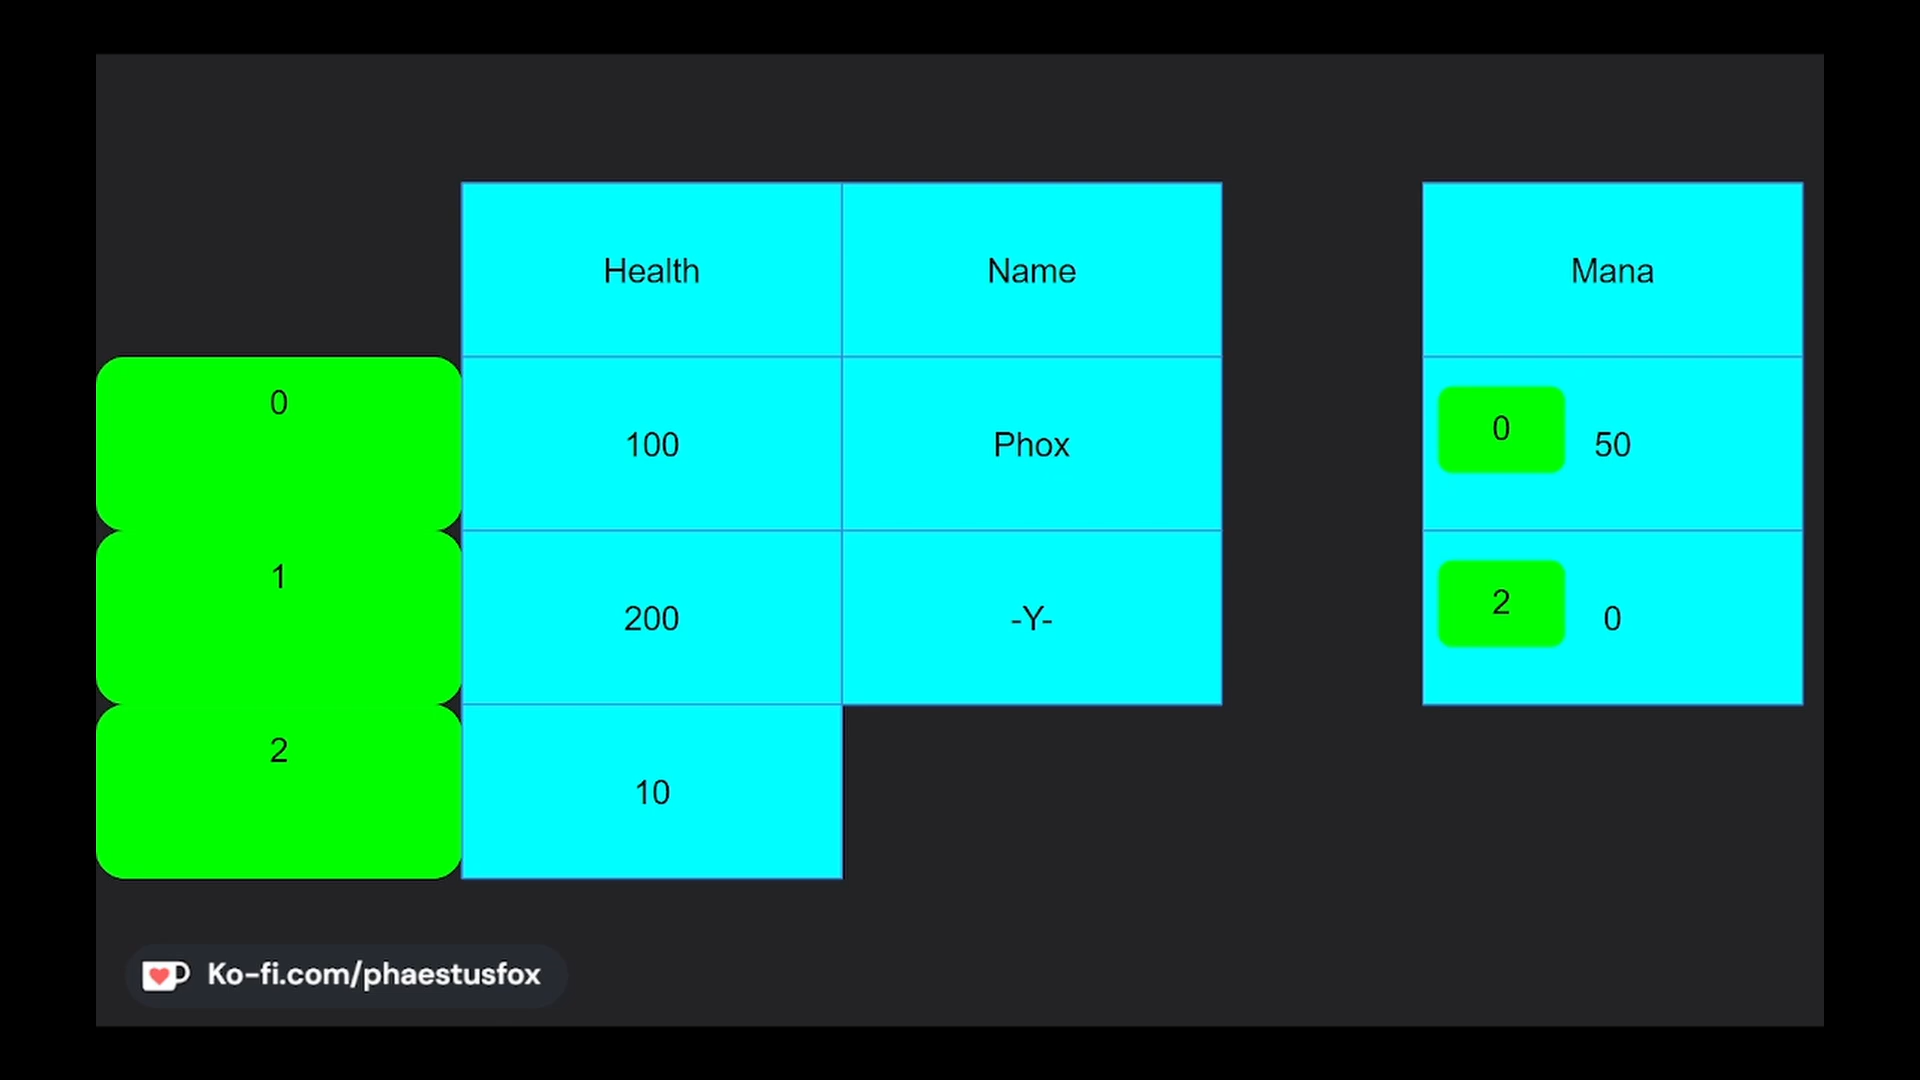 Health Name Mana
0 100 Phox 0 50
1 200 -Y- 2 0
2 10
Ko-fi.com/phaestusfox